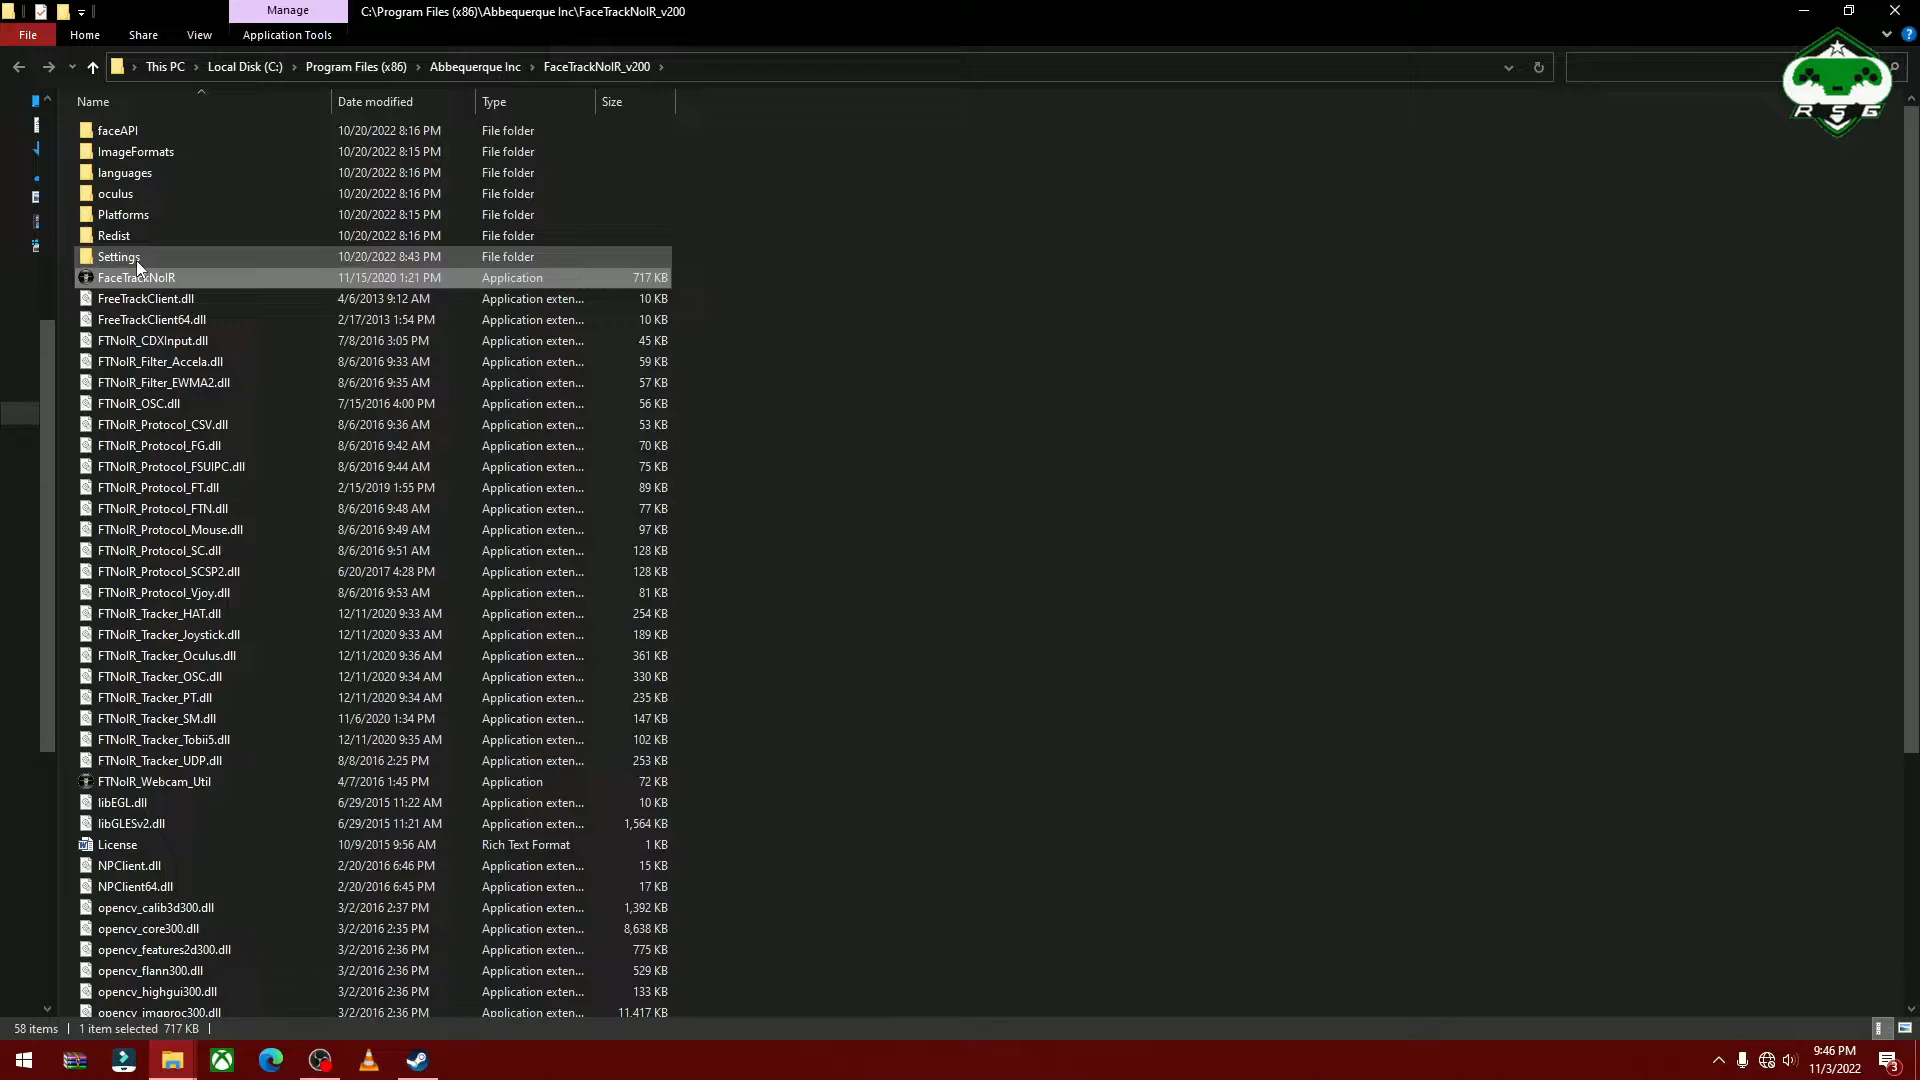 Manage
C:\Program Files (x86)\Abbequerque Inc\FaceTrackNoIR_v200
File
Home
Share
View
Application Tools
This PC
Local Disk (C:)
Program Files (x86)
Abbequerque Inc
FaceTrackNoIR_v200
RSG
Name Date modified Type Size
faceAPI 10/20/2022 8:16 PM File folder
ImageFormats 10/20/2022 8:15 PM File folder
languages 10/20/2022 8:16 PM File folder
oculus 10/20/2022 8:16 PM File folder
Platforms 10/20/2022 8:15 PM File folder
Redist 10/20/2022 8:16 PM File folder
Settings 10/20/2022 8:43 PM File folder
FaceTrackNoIR 11/15/2020 1:21 PM Application 717 KB
FreeTrackClient.dll 4/6/2013 9:12 AM Application exten... 10 KB
FreeTrackClient64.dll 2/17/2013 1:54 PM Application exten... 10 KB
FTNoIR_CDXInput.dll 7/8/2016 3:05 PM Application exten... 45 KB
FTNoIR_Filter_Accela.dll 8/6/2016 9:33 AM Application exten... 59 KB
FTNoIR_Filter_EWMA2.dll 8/6/2016 9:35 AM Application exten... 57 KB
FTNoIR_OSC.dll 7/15/2016 4:00 PM Application exten... 56 KB
FTNoIR_Protocol_CSV.dll 8/6/2016 9:36 AM Application exten... 53 KB
FTNoIR_Protocol_FG.dll 8/6/2016 9:42 AM Application exten... 70 KB
FTNoIR_Protocol_FSUIPC.dll 8/6/2016 9:44 AM Application exten... 75 KB
FTNoIR_Protocol_FT.dll 2/15/2019 1:55 PM Application exten... 89 KB
FTNoIR_Protocol_FTN.dll 8/6/2016 9:48 AM Application exten... 77 KB
FTNoIR_Protocol_Mouse.dll 8/6/2016 9:49 AM Application exten... 97 KB
FTNoIR_Protocol_SC.dll 8/6/2016 9:51 AM Application exten... 128 KB
FTNoIR_Protocol_SCSP2.dll 6/20/2017 4:28 PM Application exten... 128 KB
FTNoIR_Protocol_Vjoy.dll 8/6/2016 9:53 AM Application exten... 81 KB
FTNoIR_Tracker_HAT.dll 12/11/2020 9:33 AM Application exten... 254 KB
FTNoIR_Tracker_Joystick.dll 12/11/2020 9:33 AM Application exten... 189 KB
FTNoIR_Tracker_Oculus.dll 12/11/2020 9:36 AM Application exten... 361 KB
FTNoIR_Tracker_OSC.dll 12/11/2020 9:34 AM Application exten... 330 KB
FTNoIR_Tracker_PT.dll 12/11/2020 9:34 AM Application exten... 235 KB
FTNoIR_Tracker_SM.dll 11/6/2020 1:34 PM Application exten... 147 KB
FTNoIR_Tracker_Tobii5.dll 12/11/2020 9:35 AM Application exten... 102 KB
FTNoIR_Tracker_UDP.dll 8/8/2016 2:25 PM Application exten... 253 KB
FTNoIR_Webcam_Util 4/7/2016 1:45 PM Application 72 KB
libEGL.dll 6/29/2015 11:22 AM Application exten... 10 KB
libGLESv2.dll 6/29/2015 11:21 AM Application exten... 1,564 KB
License 10/9/2015 9:56 AM Rich Text Format 1 KB
NPClient.dll 2/20/2016 6:46 PM Application exten... 15 KB
NPClient64.dll 2/20/2016 6:45 PM Application exten... 17 KB
opencv_calib3d300.dll 3/2/2016 2:37 PM Application exten... 1,392 KB
opencv_core300.dll 3/2/2016 2:35 PM Application exten... 8,638 KB
opencv_features2d300.dll 3/2/2016 2:36 PM Application exten... 775 KB
opencv_flann300.dll 3/2/2016 2:36 PM Application exten... 529 KB
opencv_highgui300.dll 3/2/2016 2:36 PM Application exten... 133 KB
opencv_imgproc300.dll 3/2/2016 2:36 PM Application exten... 11,417 KB
58 items 1 item selected 717 KB
9:46 PM
11/3/2022
3